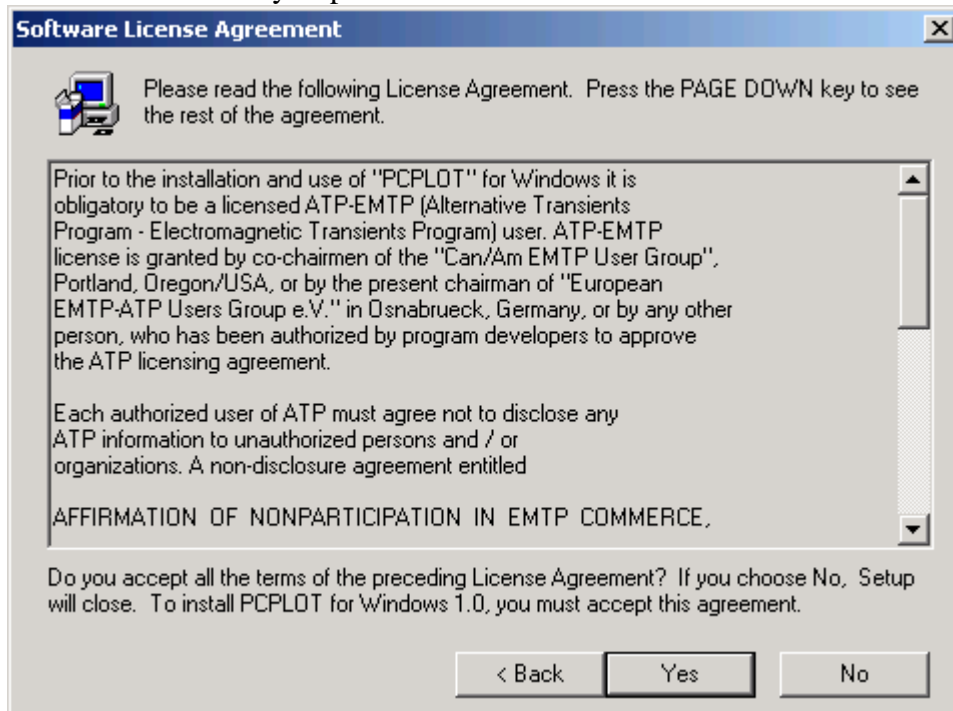 Software License Agreement
Please read the following License Agreement. Press the PAGE DOWN key to see
the rest of the agreement.
Prior to the installation and use of "PCPLOT" for Windows it is
obligatory to be a licensed ATP-EMTP (Alternative Transients
Program - Electromagnetic Transients Program) user. ATP-EMTP
license is granted by co-chairmen of the "Can/Am EMTP User Group",
Portland, Oregon/USA, or by the present chairman of "European
EMTP-ATP Users Group e.V." in Osnabrueck, Germany, or by any other
person, who has been authorized by program developers to approve
the ATP licensing agreement.
Each authorized user of ATP must agree not to disclose any
ATP information to unauthorized persons and / or
organizations. A non-disclosure agreement entitled
AFFIRMATION OF NONPARTICIPATION IN EMTP COMMERCE,
Do you accept all the terms of the preceding License Agreement? If you choose No, Setup
will close. To install PCPLOT for Windows 1.0, you must accept this agreement.
< Back
Yes
No